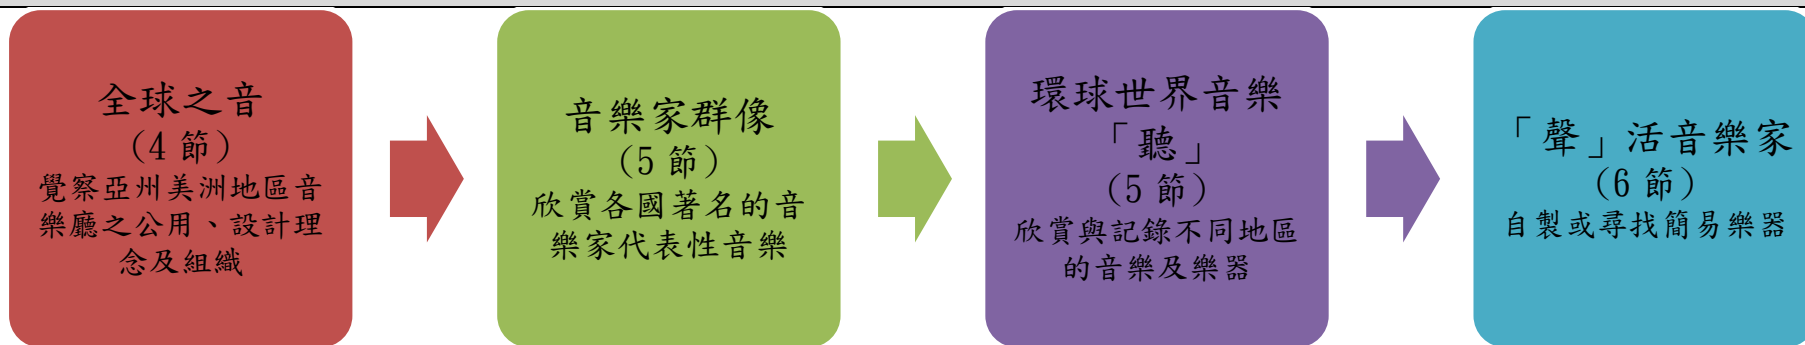 全球之音
(4 節)
覺察亞州美洲地區音
樂廳之公用、設計理
念及組織
音樂家群像
(5 節)
欣賞各國著名的音
樂家代表性音樂
環球世界音樂
「聽」
(5 節)
欣賞與記錄不同地區
的音樂及樂器
「聲」活音樂家
(6 節)
自製或尋找簡易樂器